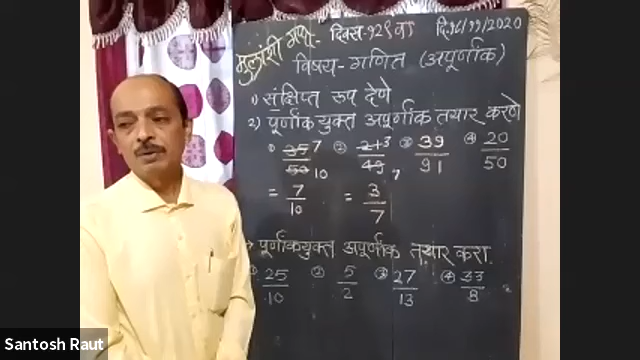 मुलांशी गप्पा - दिवस - १२९ वा दि. १८/११/2020
विषय - गणित (अपूर्णांक)
१) संक्षिप्त रुप देणे
२) पूर्णांकयुक्त अपूर्णांक तयार करणे
① 35/50 7/10 ② 21/49 3/7 ③ 39/91 ④ 20/50
= 7/10 = 3/7
पूर्णांकयुक्त अपूर्णांक तयार करा.
① 25/10 ② 5/2 ③ 27/13 ④ 33/8
Santosh Raut